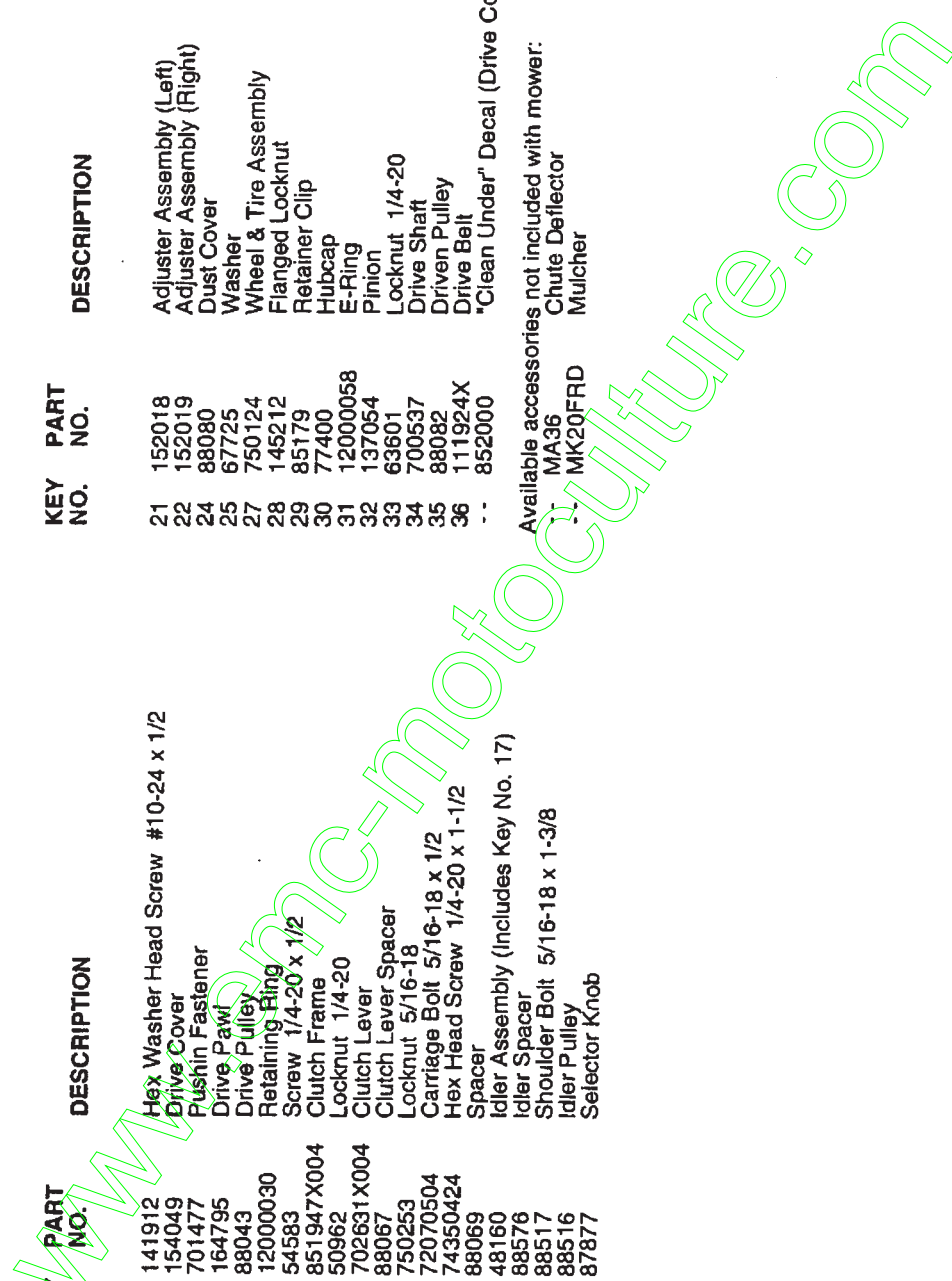 PART
NO. DESCRIPTION
141912 Hex Washer Head Screw #10-24 x 1/2
154049 Drive Cover
701477 Pushin Fastener
164795 Drive Pawl
88043 Drive Pulley
12000030 Retaining Ring
54583 Screw 1/4-20 x 1/2
851947X004 Clutch Frame
50962 Locknut 1/4-20
702631X004 Clutch Lever
88067 Clutch Lever Spacer
750253 Locknut 5/16-18
72070504 Carriage Bolt 5/16-18 x 1/2
74350424 Hex Head Screw 1/4-20 x 1-1/2
88069 Spacer
48160 Idler Assembly (Includes Key No. 17)
88576 Idler Spacer
88517 Shoulder Bolt 5/16-18 x 1-3/8
88516 Idler Pulley
87877 Selector Knob
KEY PART
NO. NO. DESCRIPTION
21 152018 Adjuster Assembly (Left)
22 152019 Adjuster Assembly (Right)
24 88080 Dust Cover
25 67725 Washer
27 750124 Wheel & Tire Assembly
28 145212 Flanged Locknut
29 85179 Retainer Clip
30 77400 Hubcap
31 12000058 E-Ring
32 137054 Pinion
33 63601 Locknut 1/4-20
34 700537 Drive Shaft
35 88082 Driven Pulley
36 111924X Drive Belt
- - 852000 "Clean Under" Decal (Drive
Available accessories not included with mower:
- - MA36 Chute Deflector
- - MK20FRD Mulcher
www.emc-motoculture.com